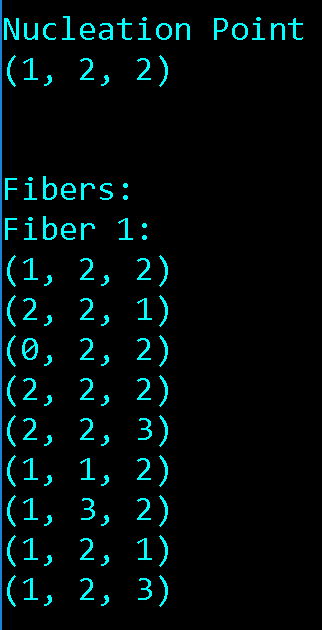 Nucleation Point
(1, 2, 2)
Fibers:
Fiber 1:
(1, 2, 2)
(2, 2, 1)
(0, 2, 2)
(2, 2, 2)
(2, 2, 3)
(1, 1, 2)
(1, 3, 2)
(1, 2, 1)
(1, 2, 3)